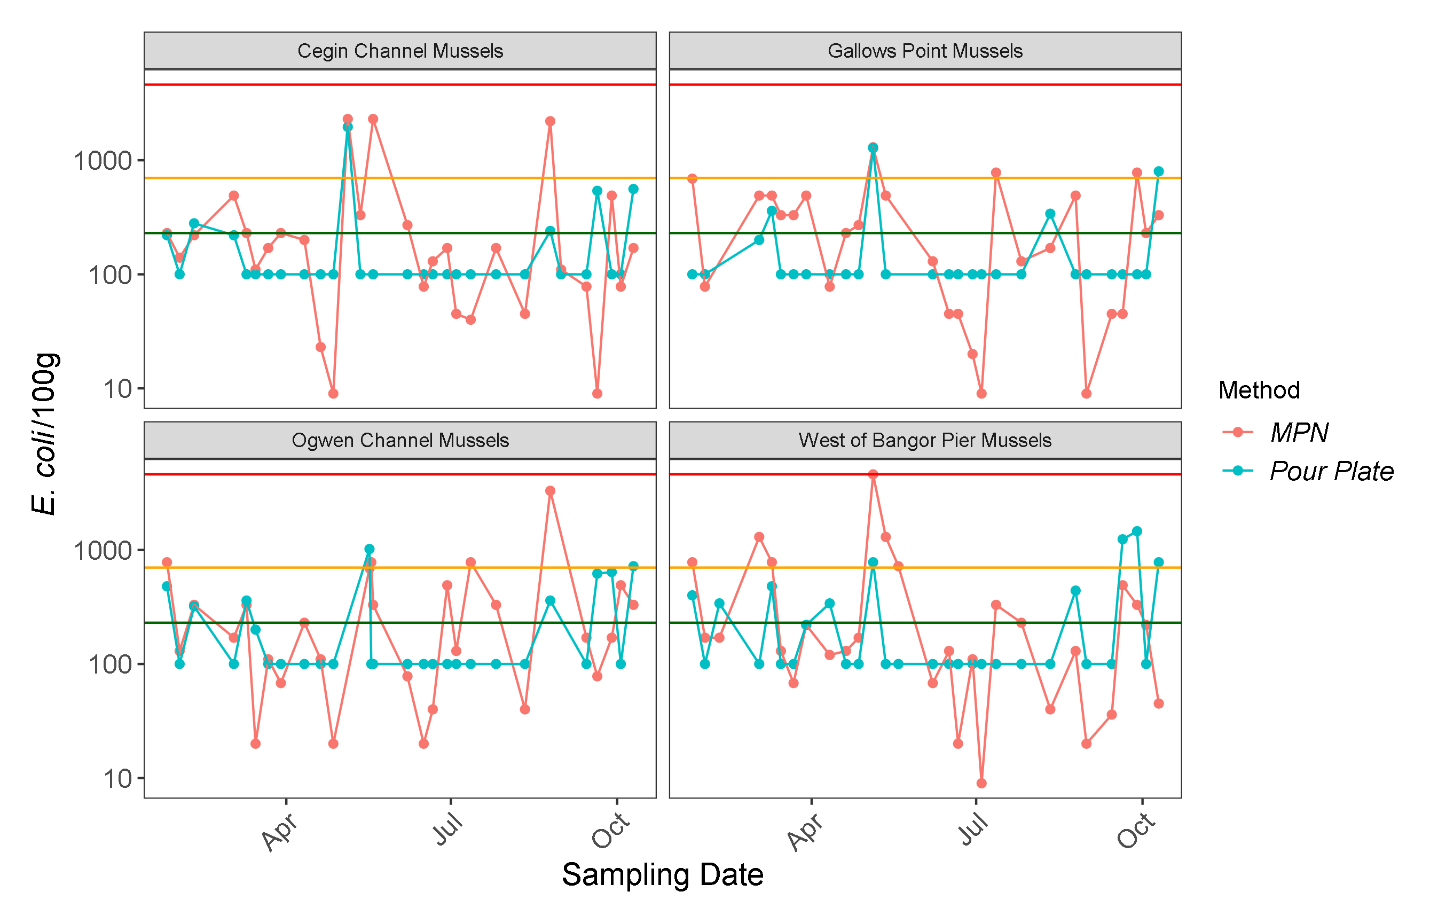 Cegin Channel Mussels
Gallows Point Mussels
1000
100
10
Ogwen Channel Mussels
West of Bangor Pier Mussels
1000
100
10
Apr
Jul
Oct
Apr
Jul
Oct
Sampling Date
E. coli/100g
Method
MPN
Pour Plate